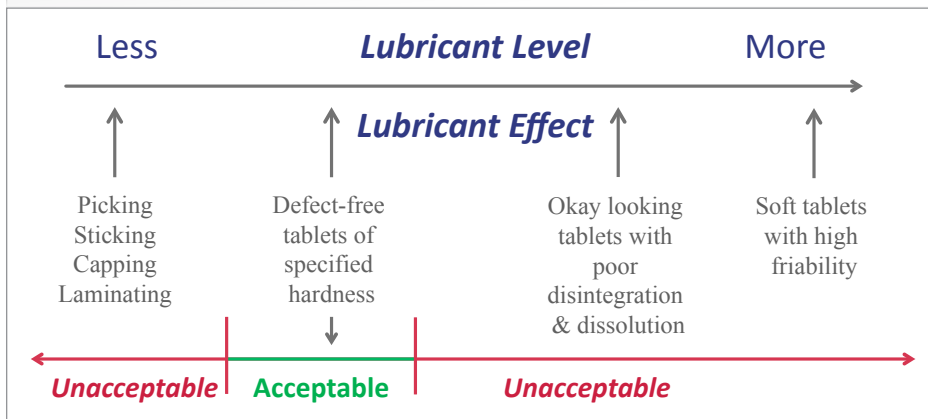 Less Lubricant Level More
Lubricant Effect
Picking
Sticking
Capping
Laminating
Defect-free
tablets of
specified
hardness
Okay looking
tablets with
poor
disintegration
& dissolution
Soft tablets
with high
friability
Unacceptable Acceptable Unacceptable